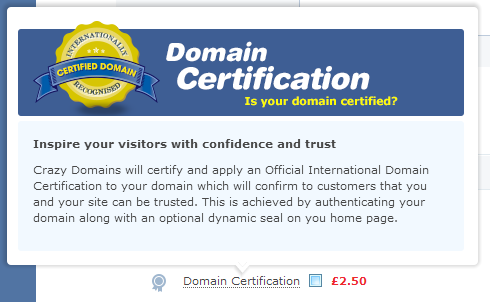 INTERNATIONALLY
CERTIFIED DOMAIN
RECOGNISED
Domain
Certification
Is your domain certified?
Inspire your visitors with confidence and trust
Crazy Domains will certify and apply an Official International Domain
Certification to your domain which will confirm to customers that you
and your site can be trusted. This is achieved by authenticating your
domain along with an optional dynamic seal on you home page.
Domain Certification £2.50